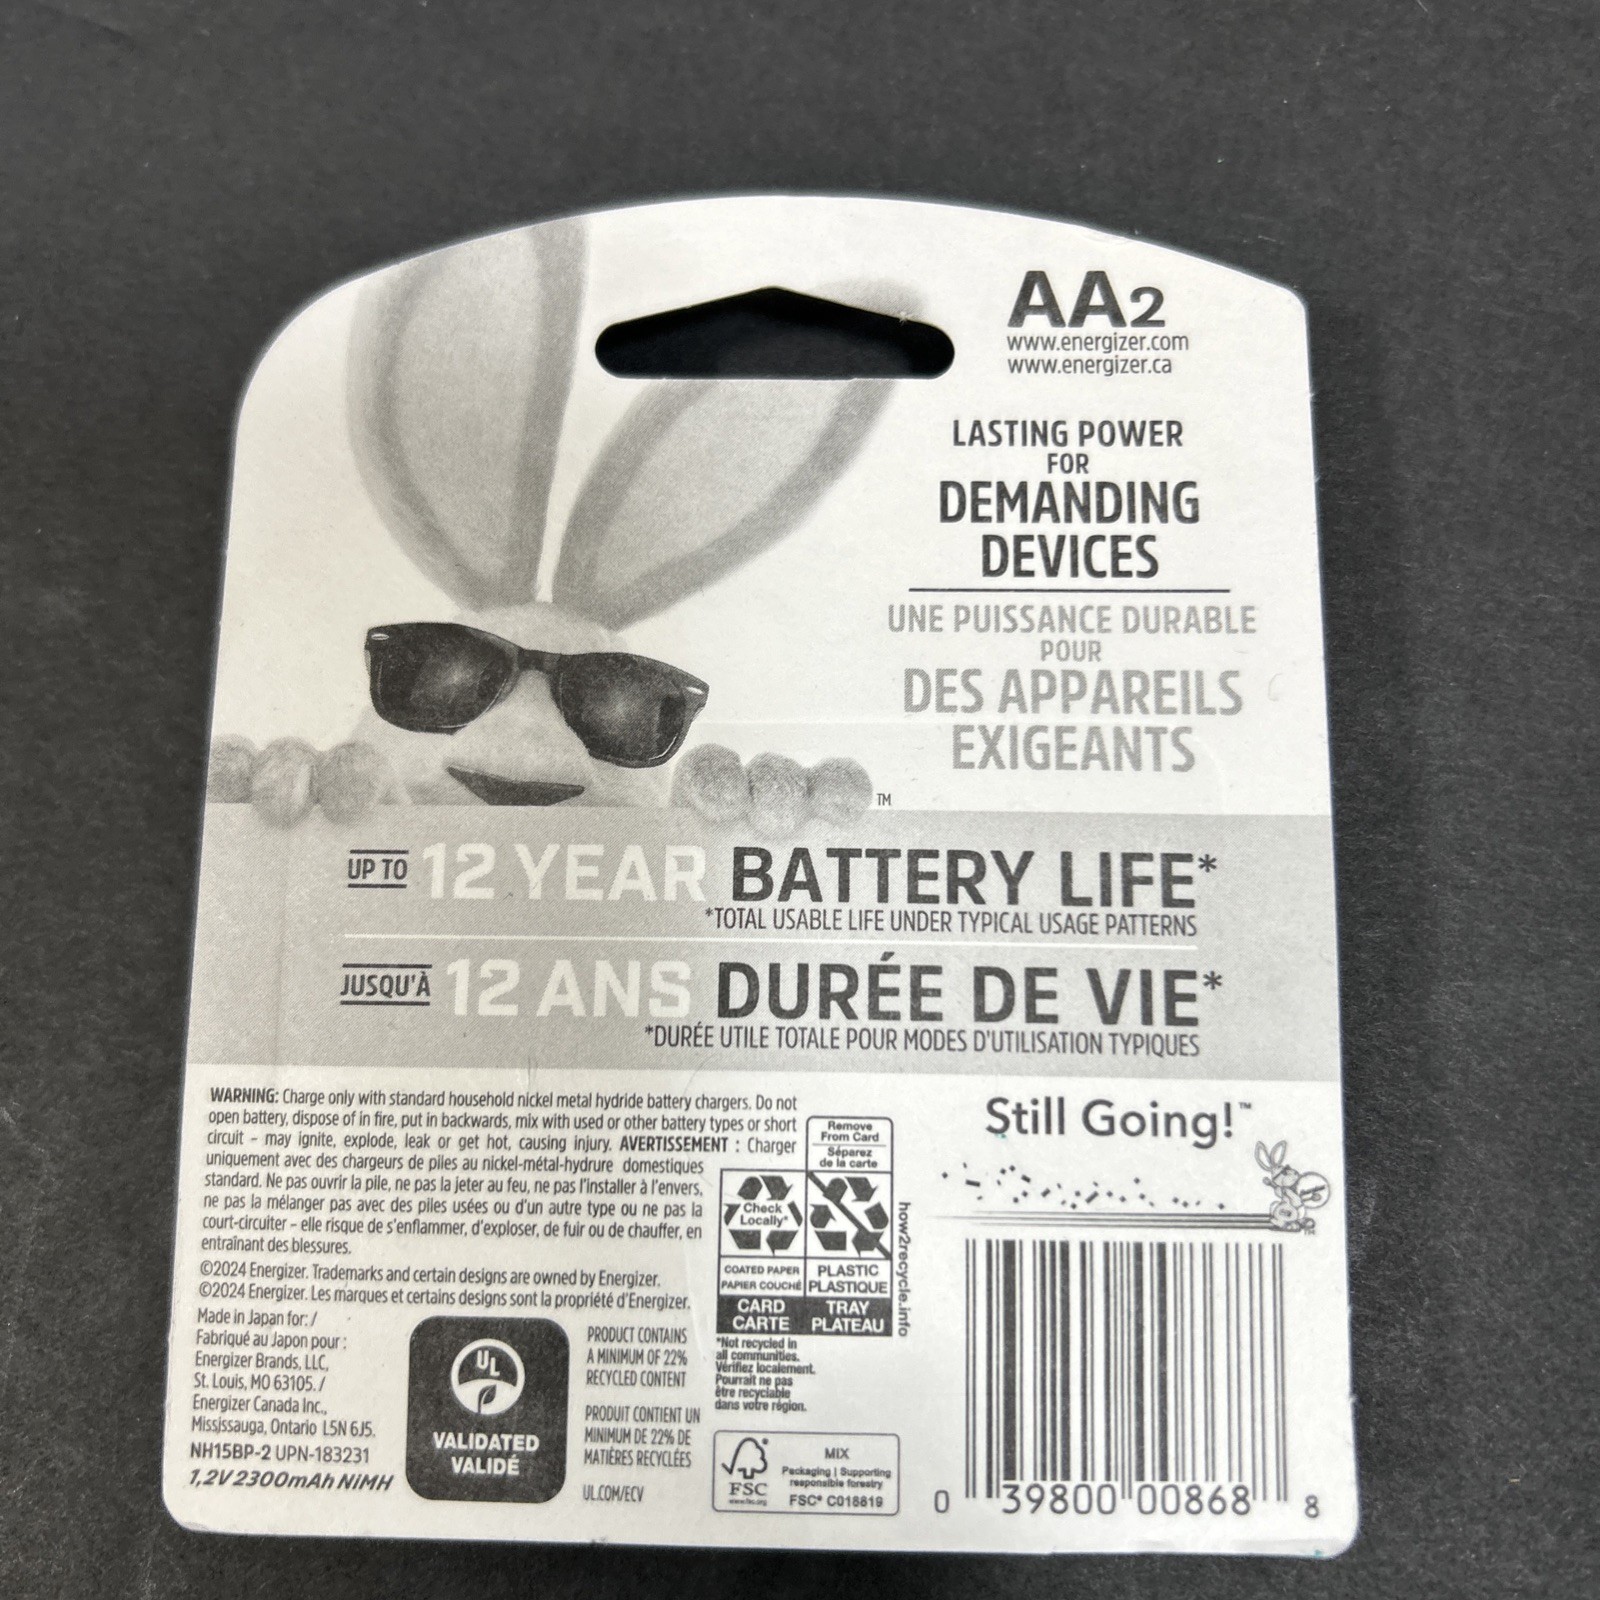 AA2
www.energizer.com
www.energizer.ca
LASTING POWER
FOR
DEMANDING
DEVICES
UNE PUISSANCE DURABLE
POUR
DES APPAREILS
EXIGEANTS
TM
UP TO 12 YEAR BATTERY LIFE*
*TOTAL USABLE LIFE UNDER TYPICAL USAGE PATTERNS
JUSQU'À 12 ANS DURÉE DE VIE*
*DURÉE UTILE TOTALE POUR MODES D'UTILISATION TYPIQUES
WARNING: Charge only with standard household nickel metal hydride battery chargers. Do not
open battery, dispose of in fire, put in backwards, mix with used or other battery types or short
circuit – may ignite, explode, leak or get hot, causing injury. AVERTISSEMENT : Charger
uniquement avec des chargeurs de piles au nickel-métal-hydrure domestiques
standard. Ne pas ouvrir la pile, ne pas la jeter au feu, ne pas l'installer à l'envers,
ne pas la mélanger pas avec des piles usées ou d'un autre type ou ne pas la
court-circuiter – elle risque de s'enflammer, d'exploser, de fuir ou de chauffer, en
entraînant des blessures.
©2024 Energizer. Trademarks and certain designs are owned by Energizer.
©2024 Energizer. Les marques et certains designs sont la propriété d'Energizer.
Made in Japan for: /
Fabriqué au Japon pour :
Energizer Brands, LLC,
St. Louis, MO 63105. /
Energizer Canada Inc.,
Mississauga, Ontario L5N 6J5.
NH15BP-2 UPN-183231
1,2V 2300mAh NiMH
UL
VALIDATED
VALIDÉ
PRODUCT CONTAINS
A MINIMUM OF 22%
RECYCLED CONTENT
PRODUIT CONTIENT UN
MINIMUM DE 22% DE
MATIÈRES RECYCLÉES
UL.COM/ECV
Remove
From Card
Séparez
de la carte
Check
Locally*
COATED PAPER
PAPIER COUCHÉ
CARD
CARTE
PLASTIC
PLASTIQUE
TRAY
PLATEAU
how2recycle.info
*Not recycled in
all communities.
Vérifiez localement.
Pourrait ne pas
être recyclable
dans votre région.
FSC
www.fsc.org
MIX
Packaging | Supporting
responsible forestry
FSC® C018819
Still Going!™
0 39800 00868 8